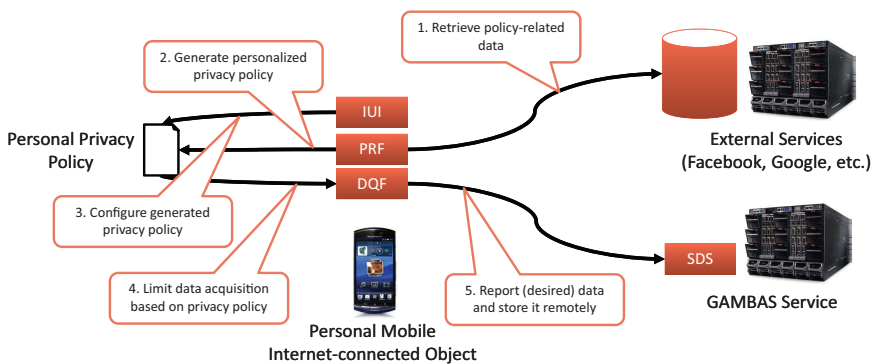 1. Retrieve policy-related
data
2. Generate personalized
privacy policy
IUI
PRF
DQF
Personal Privacy
Policy
External Services
(Facebook, Google, etc.)
3. Configure generated
privacy policy
4. Limit data acquisition
based on privacy policy
5. Report (desired) data
and store it remotely
SDS
GAMBAS Service
Personal Mobile
Internet-connected Object